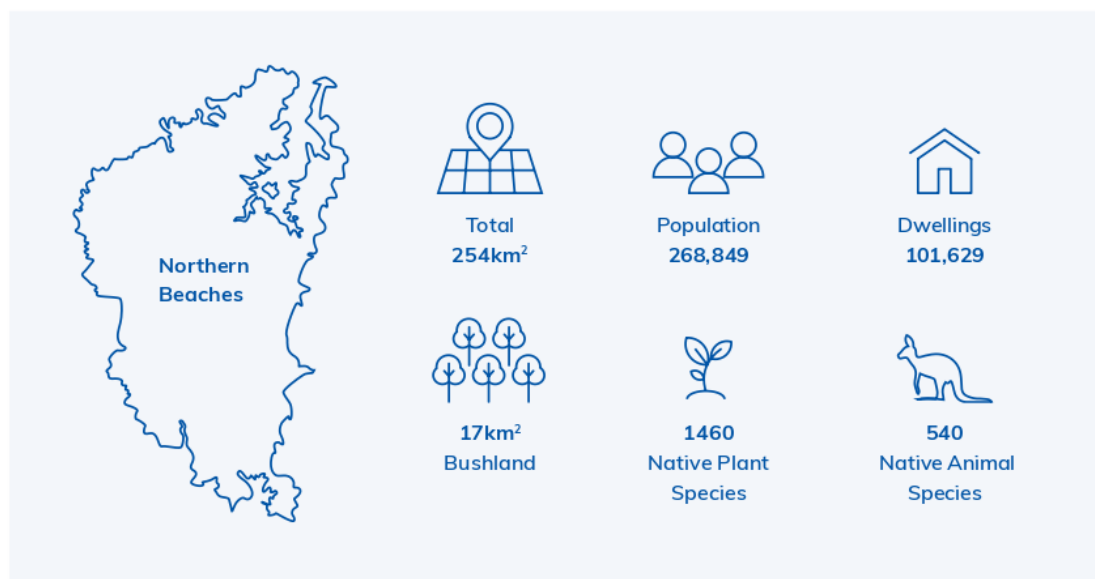 Northern
Beaches
Total
254km²
Population
268,849
Dwellings
101,629
17km²
Bushland
1460
Native Plant
Species
540
Native Animal
Species